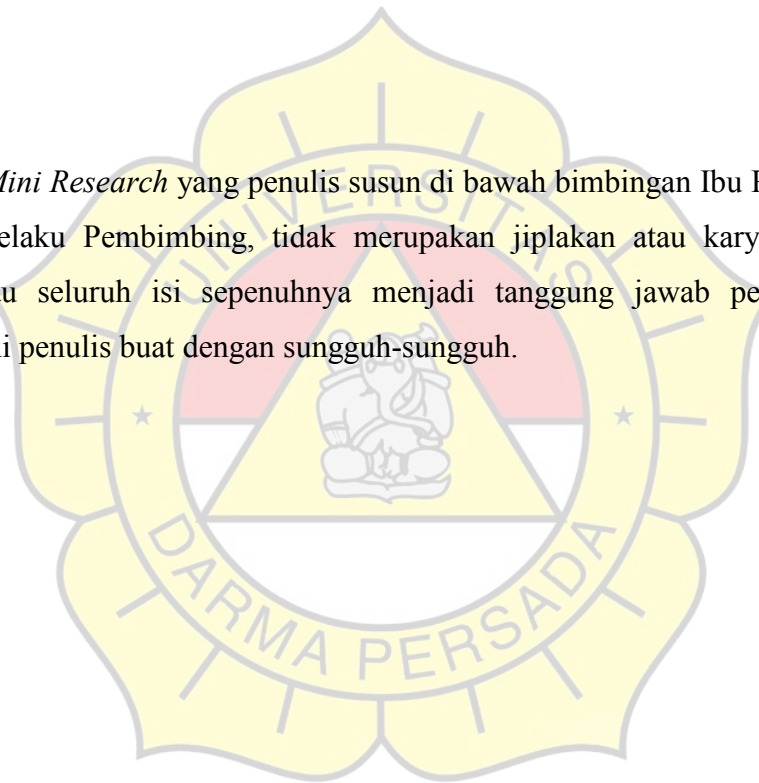 Mini Research yang penulis susun di bawah bimbingan Ibu
elaku Pembimbing, tidak merupakan jiplakan atau kary
u seluruh isi sepenuhnya menjadi tanggung jawab pe
i penulis buat dengan sungguh-sungguh.
UNIVERSITAS
DARMA PERSADA